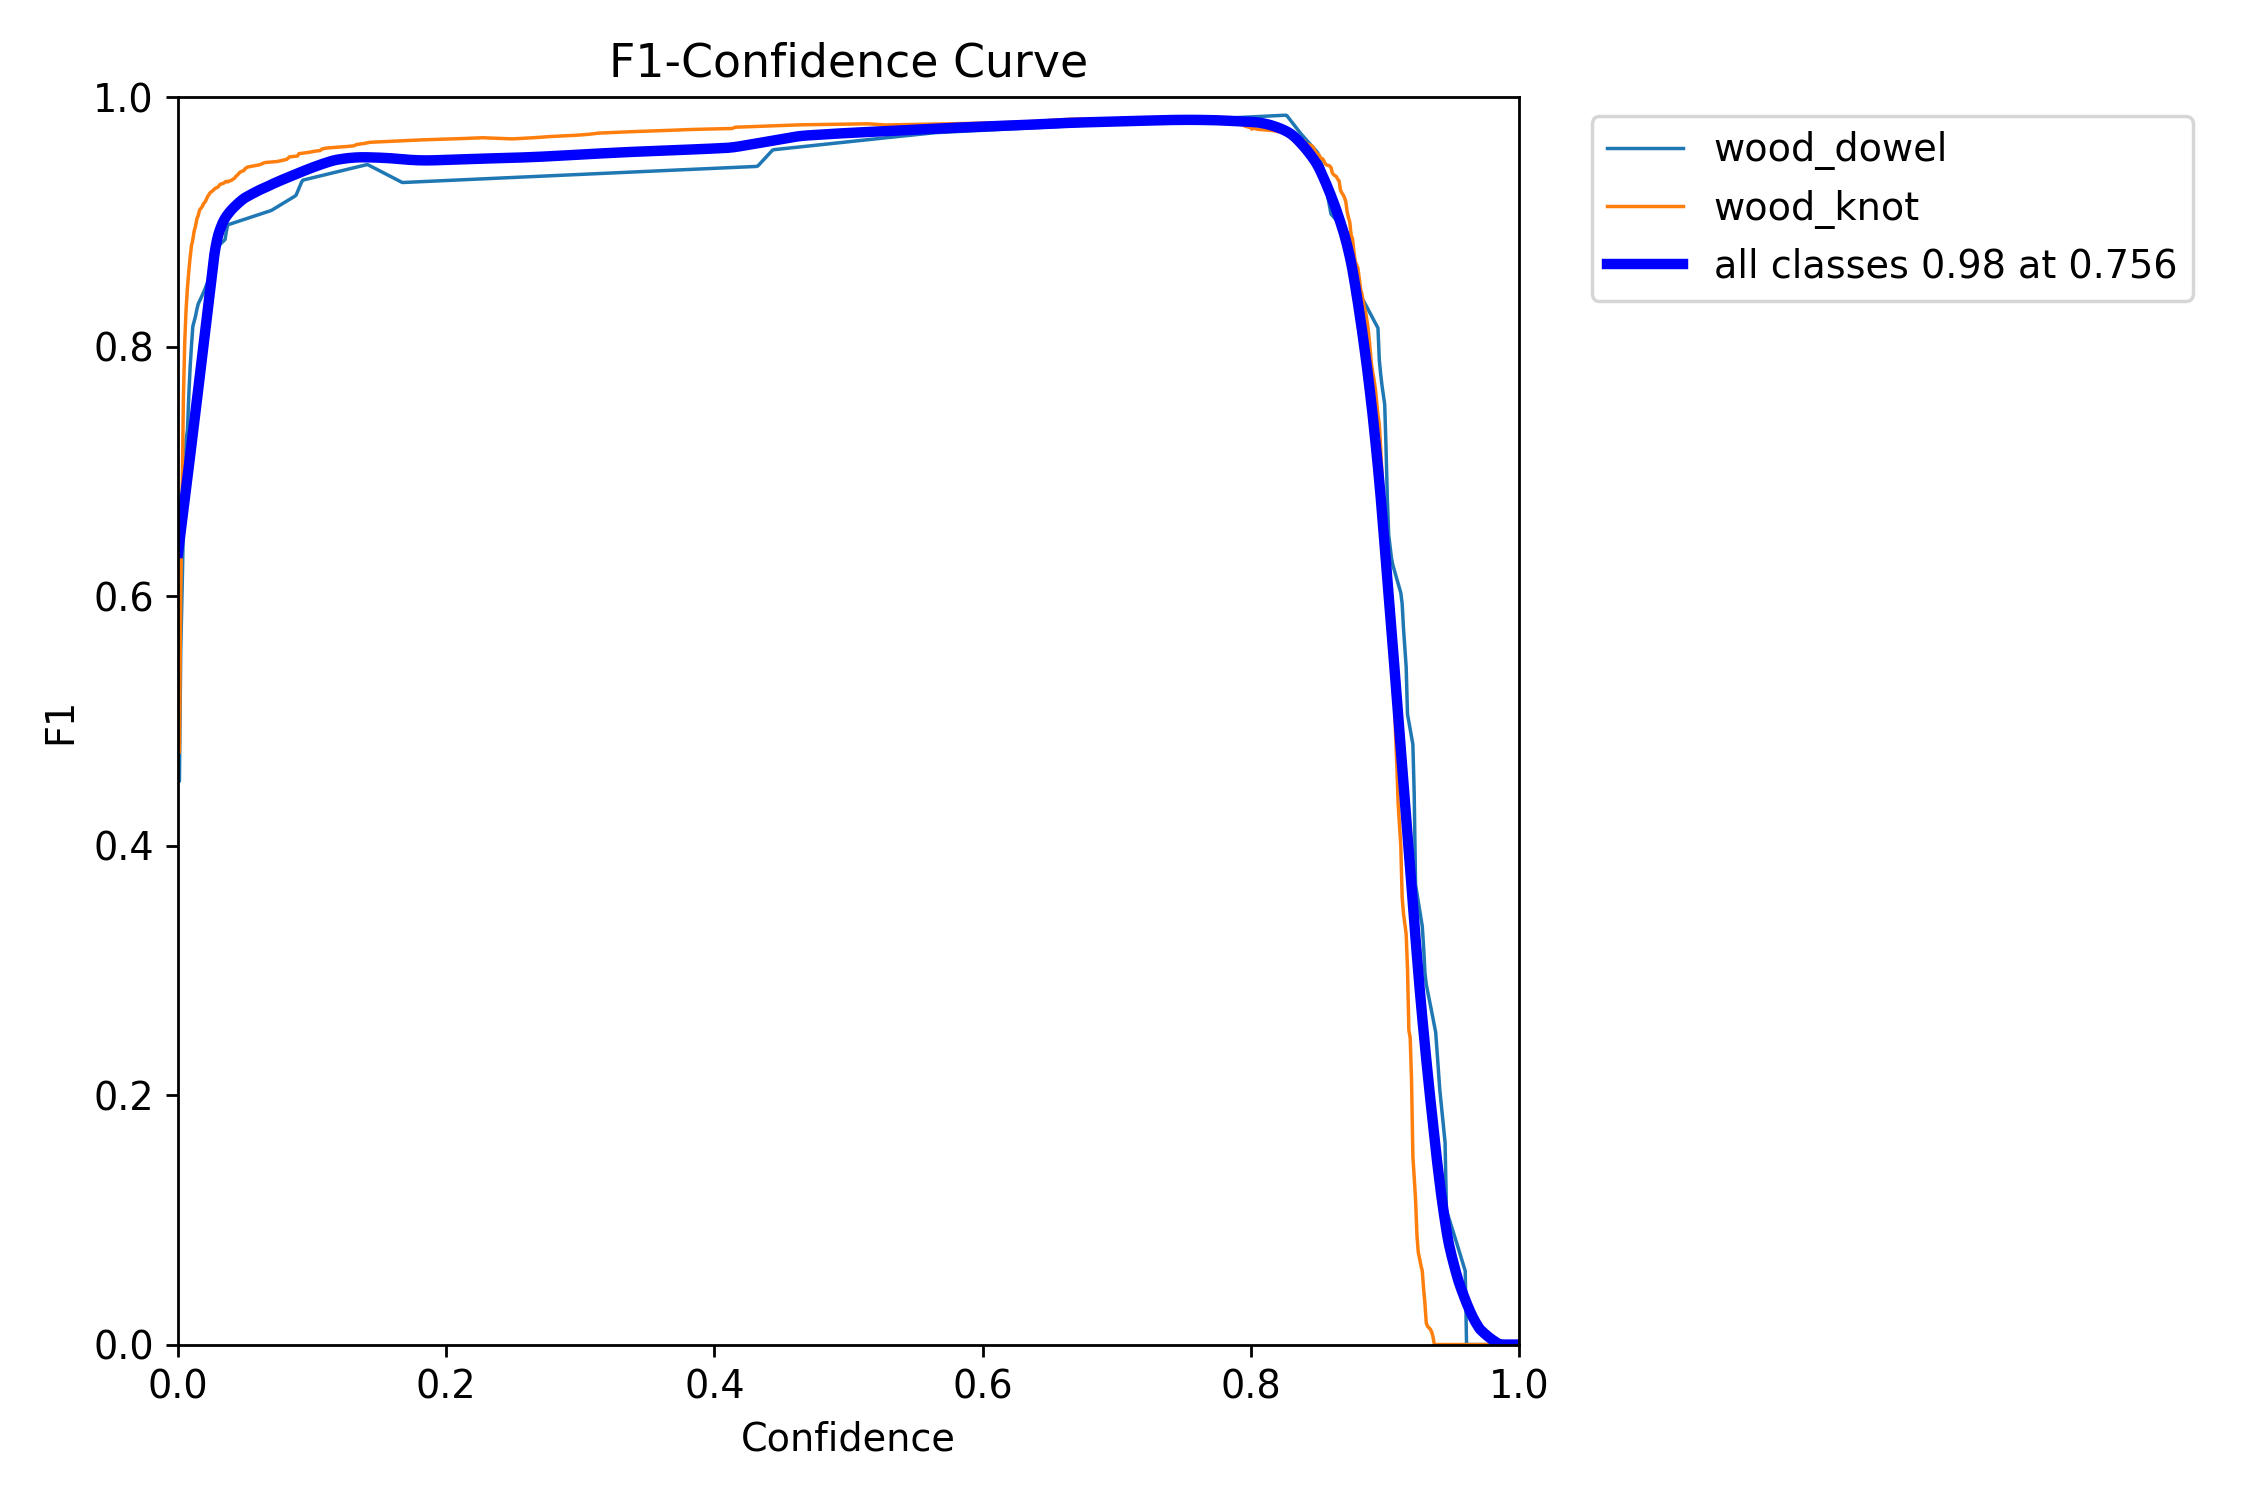 F1-Confidence Curve
1.0
0.8
0.6
0.4
0.2
0.0
F1
0.0 0.2 0.4 0.6 0.8 1.0
Confidence
wood_dowel
wood_knot
all classes 0.98 at 0.756